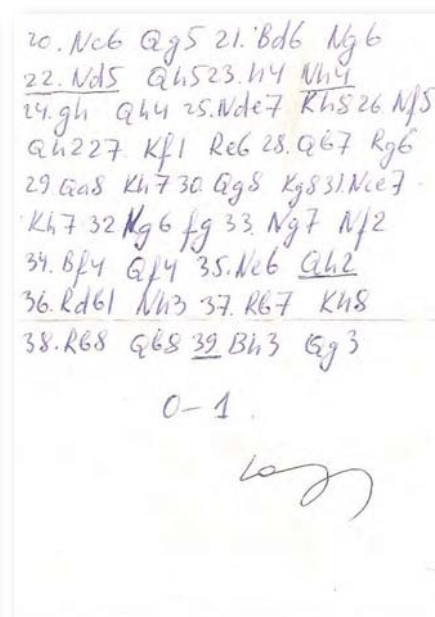 20. Nc6 Qg5 21. Bd6 Ng6
22. Nd5 Qh5 23. h4 Nh4
24. gh Qh4 25. Nde7 Kh8 26. Nf5
Qh2 27. Kf1 Re6 28. Qb7 Rg6
29. Qa8 Kh7 30. Qg8 Kg8 31. Nce7
Kh7 32 Ng6 fg 33. Ng7 Nf2
34. Bf4 Qf4 35. Ne6 Qh2
36. Rdb1 Nh3 37. Rb7 Kh8
38. Rb8 Qb8 39 Bh3 Qg3
0-1.